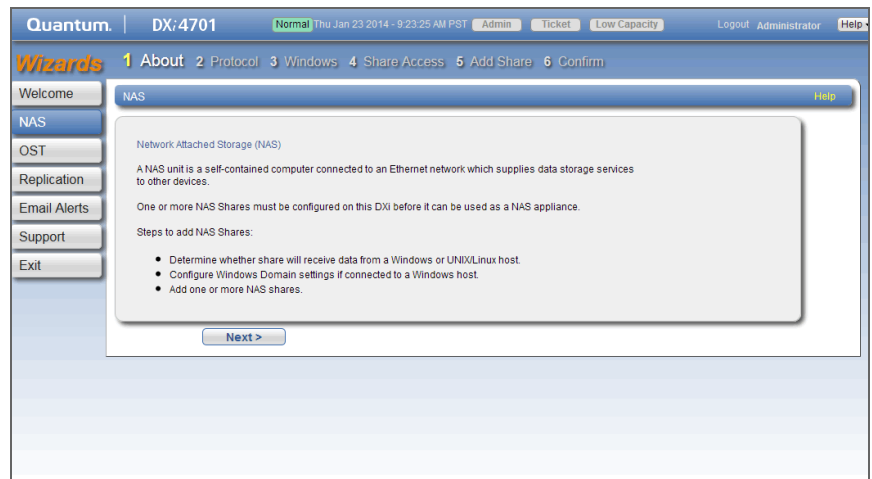 Quantum. DXi4701 Normal Thu Jan 23 2014 - 9:23:25 AM PST Admin Ticket Low Capacity Logout Administrator Help
Wizards 1 About 2 Protocol 3 Windows 4 Share Access 5 Add Share 6 Confirm
Welcome
NAS
OST
Replication
Email Alerts
Support
Exit
NAS Help
Network Attached Storage (NAS)
A NAS unit is a self-contained computer connected to an Ethernet network which supplies data storage services
to other devices.
One or more NAS Shares must be configured on this DXi before it can be used as a NAS appliance.
Steps to add NAS Shares:
• Determine whether share will receive data from a Windows or UNIX/Linux host.
• Configure Windows Domain settings if connected to a Windows host.
• Add one or more NAS shares.
Next >